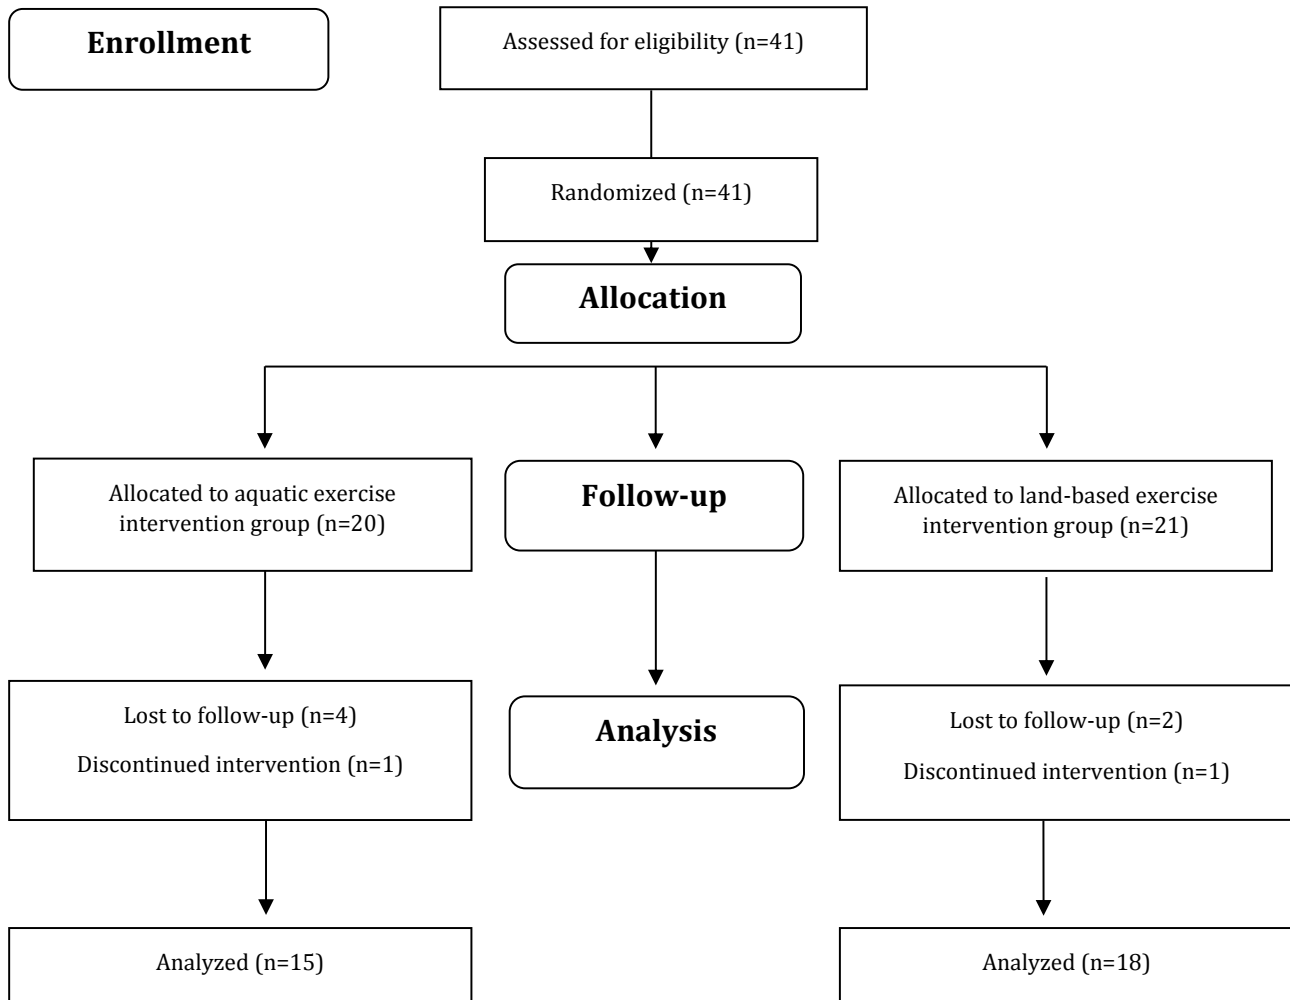 Enrollment
Assessed for eligibility (n=41)
Randomized (n=41)
Allocation
Allocated to aquatic exercise
intervention group (n=20)
Follow-up
Allocated to land-based exercise
intervention group (n=21)
Lost to follow-up (n=4)
Discontinued intervention (n=1)
Analysis
Lost to follow-up (n=2)
Discontinued intervention (n=1)
Analyzed (n=15)
Analyzed (n=18)